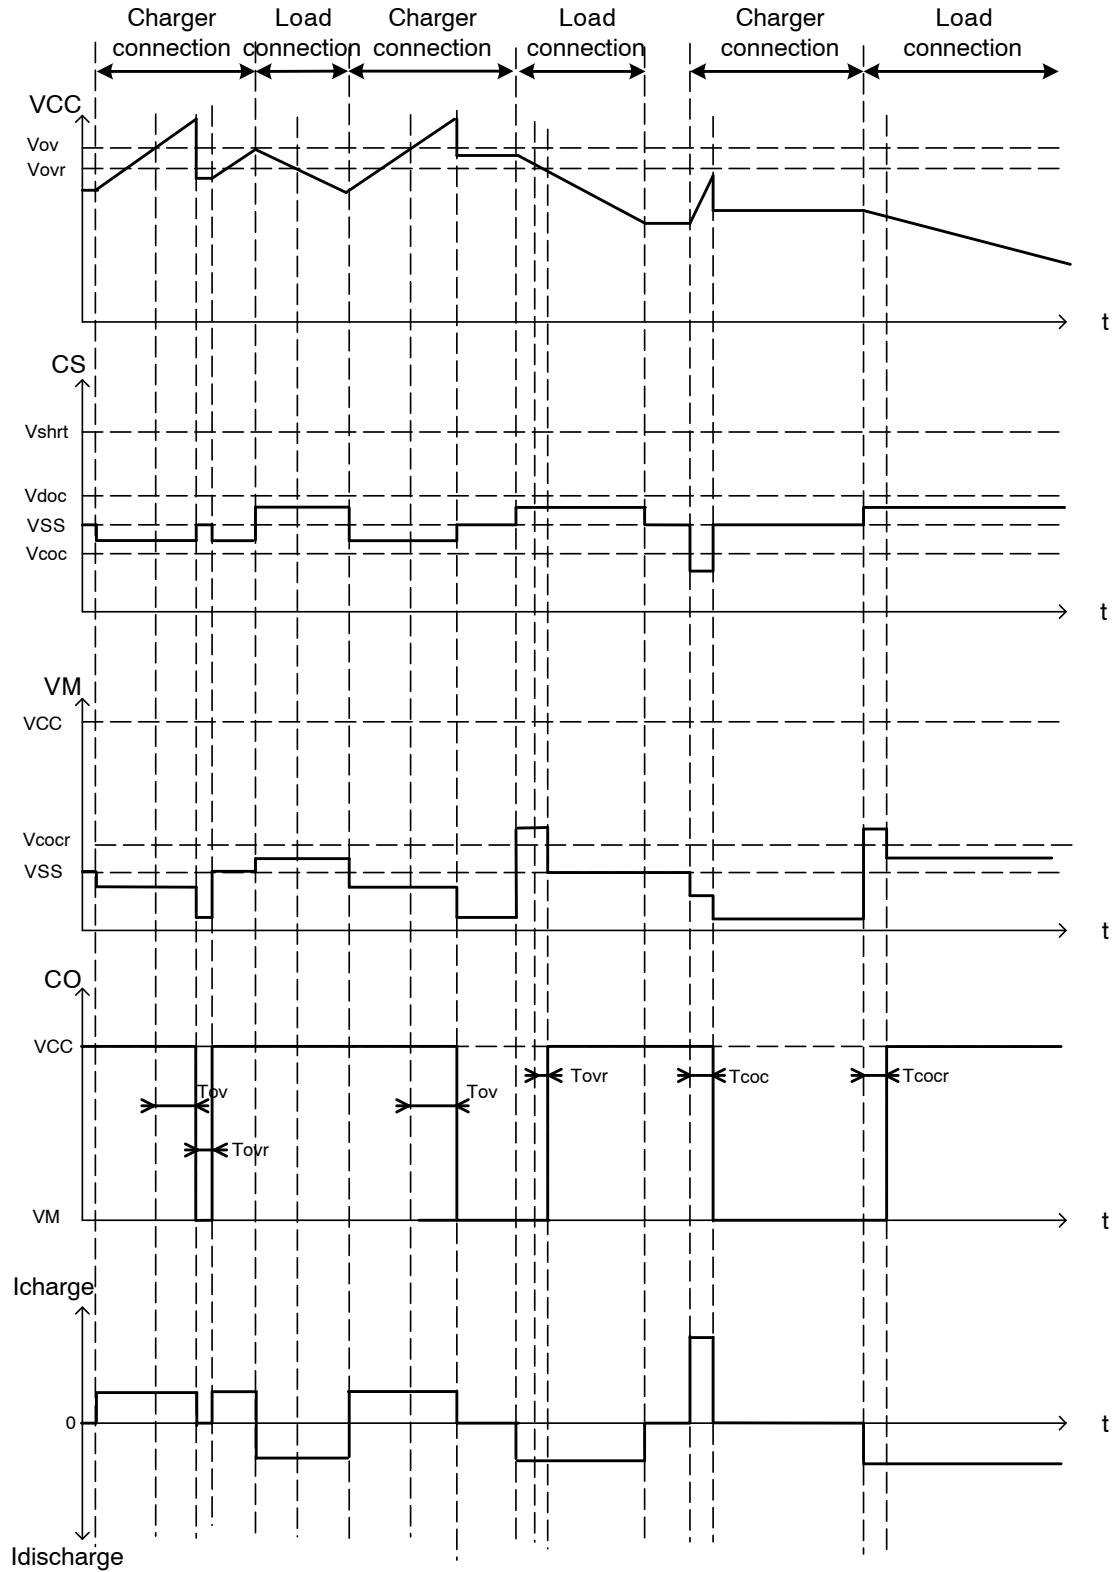 Charger
connection
Load
connection
Charger
connection
Load
connection
Charger
connection
Load
connection
VCC
Vov
Vovr
t
CS
Vshrt
Vdoc
VSS
Vcoc
t
VM
VCC
Vcocr
VSS
t
CO
VCC
Tov
Tovr
Tov
Tovr
Tcoc
Tcocr
VM
t
Icharge
0
t
Idischarge